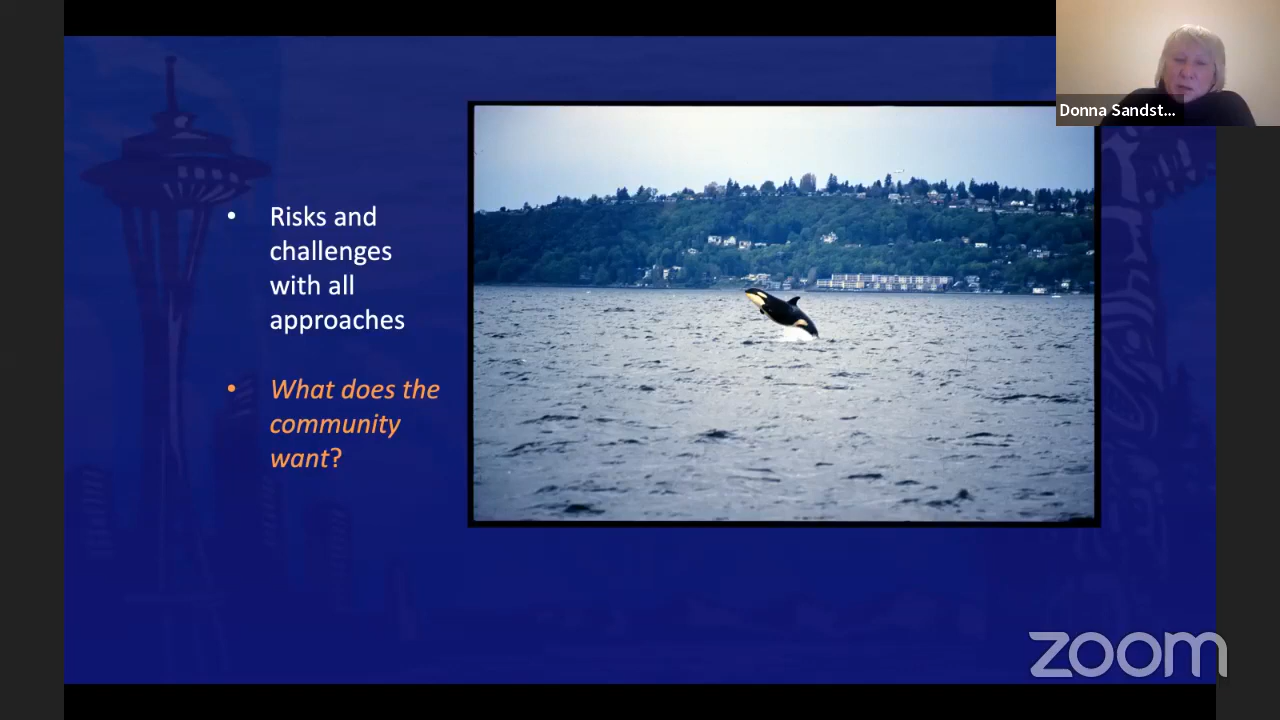 Donna Sandst...
• Risks and
challenges
with all
approaches
• What does the
community
want?
zoom